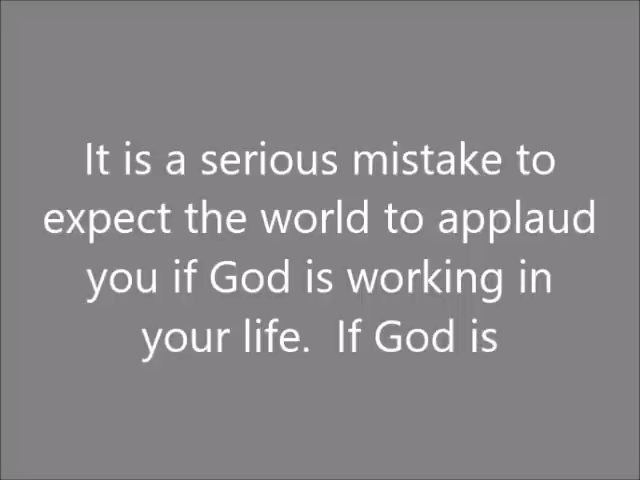 It is a serious mistake to
expect the world to applaud
you if God is working in
your life.  If God is